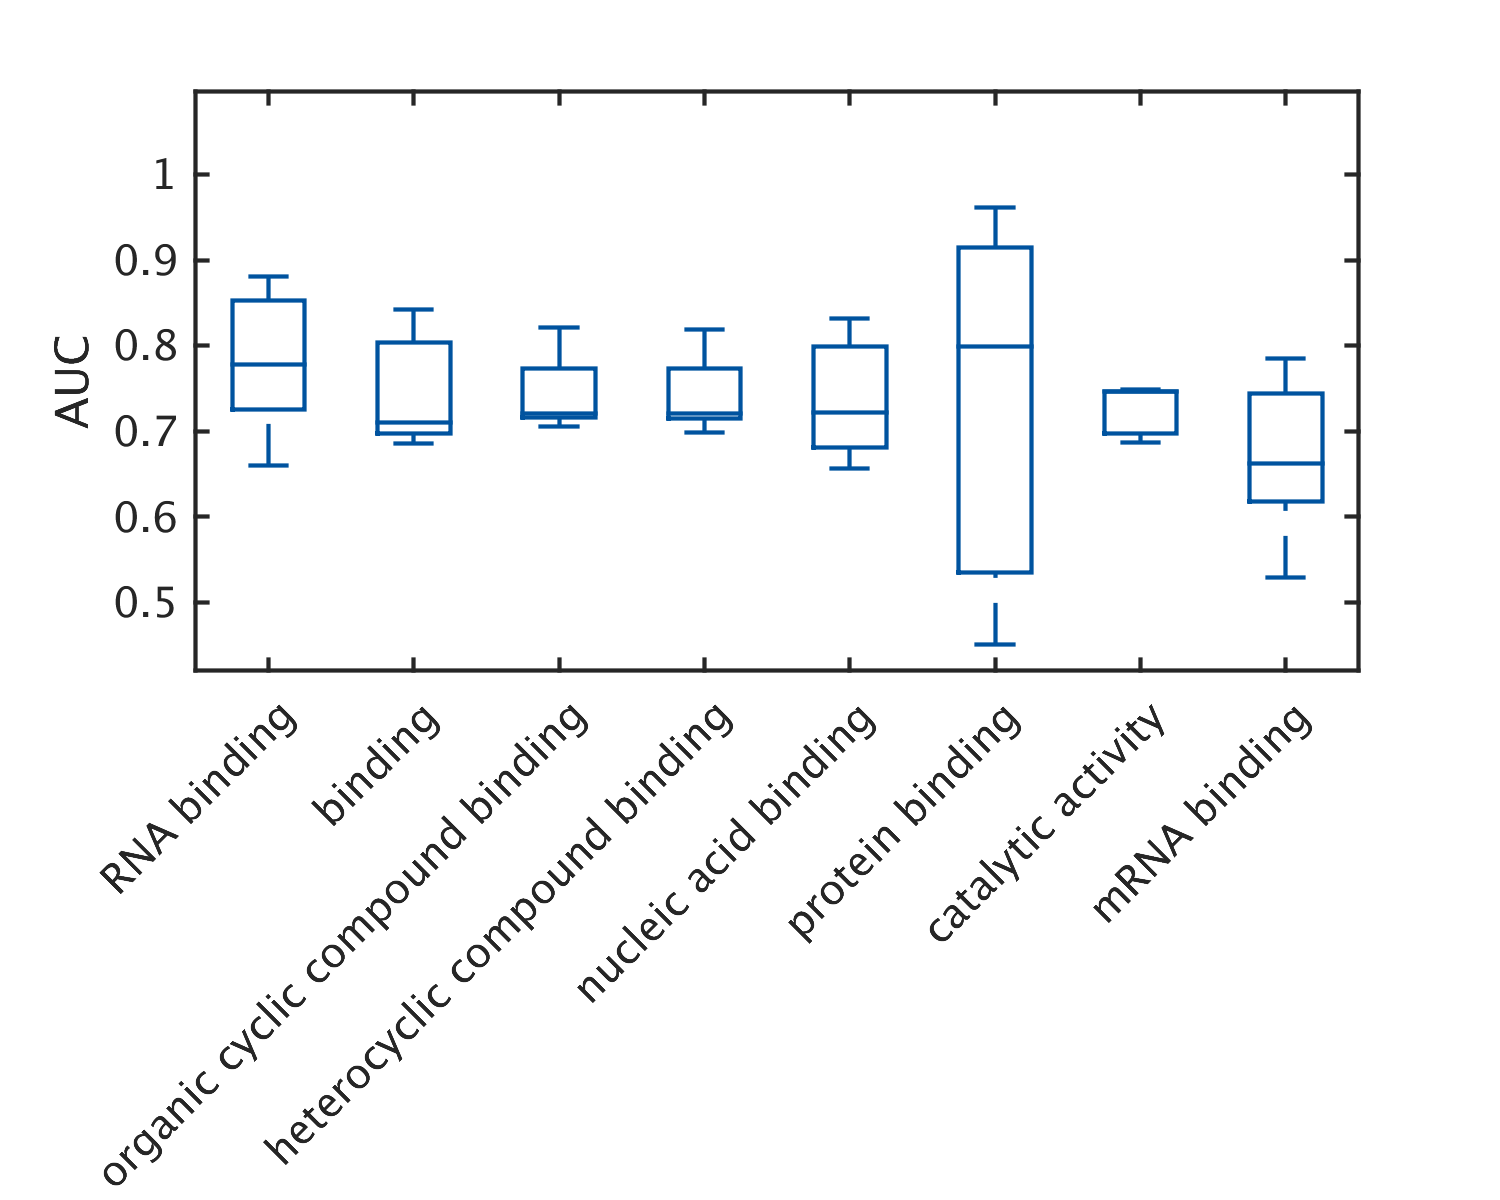 AUC
1
0.9
0.8
0.7
0.6
0.5
RNA binding
binding
organic cyclic compound binding
heterocyclic compound binding
nucleic acid binding
protein binding
catalytic activity
mRNA binding